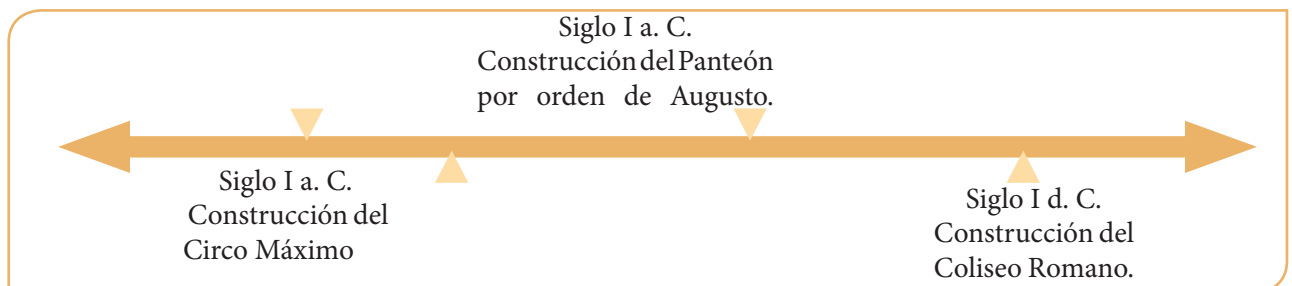 Siglo I a. C.
Construcción del Panteón
por orden de Augusto.
Siglo I a. C.
Construcción del
Circo Máximo
Siglo I d. C.
Construcción del
Coliseo Romano.